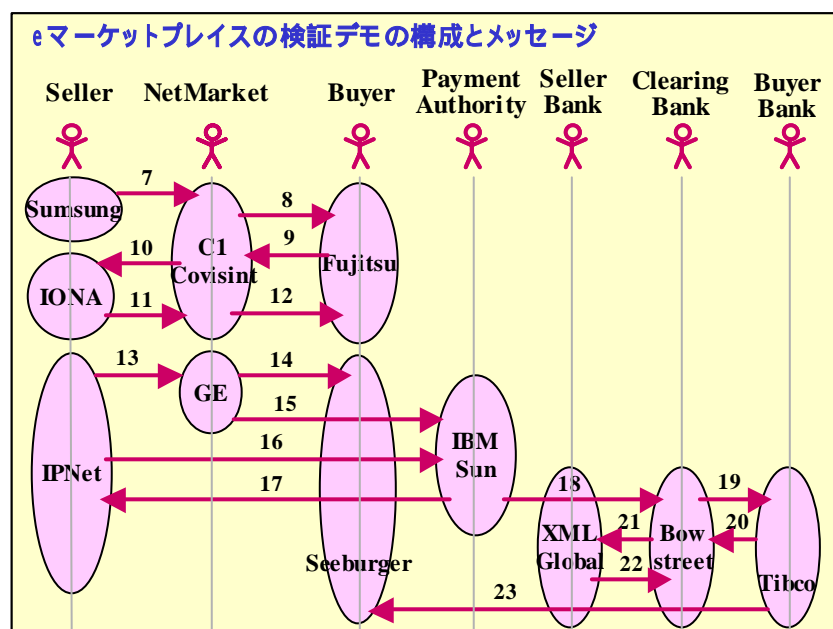 eマーケットプレイスの検証デモの構成とメッセージ
Seller
NetMarket
Buyer
Payment
Authority
Seller
Bank
Clearing
Bank
Buyer
Bank
7
Sumsung
8
9
10
C1
Covisint
Fujitsu
IONA
11
12
13
14
GE
15
16
IBM
Sun
IPNet
17
18
19
21
20
XML
Global
Bow
street
22
Seeburger
Tibco
23